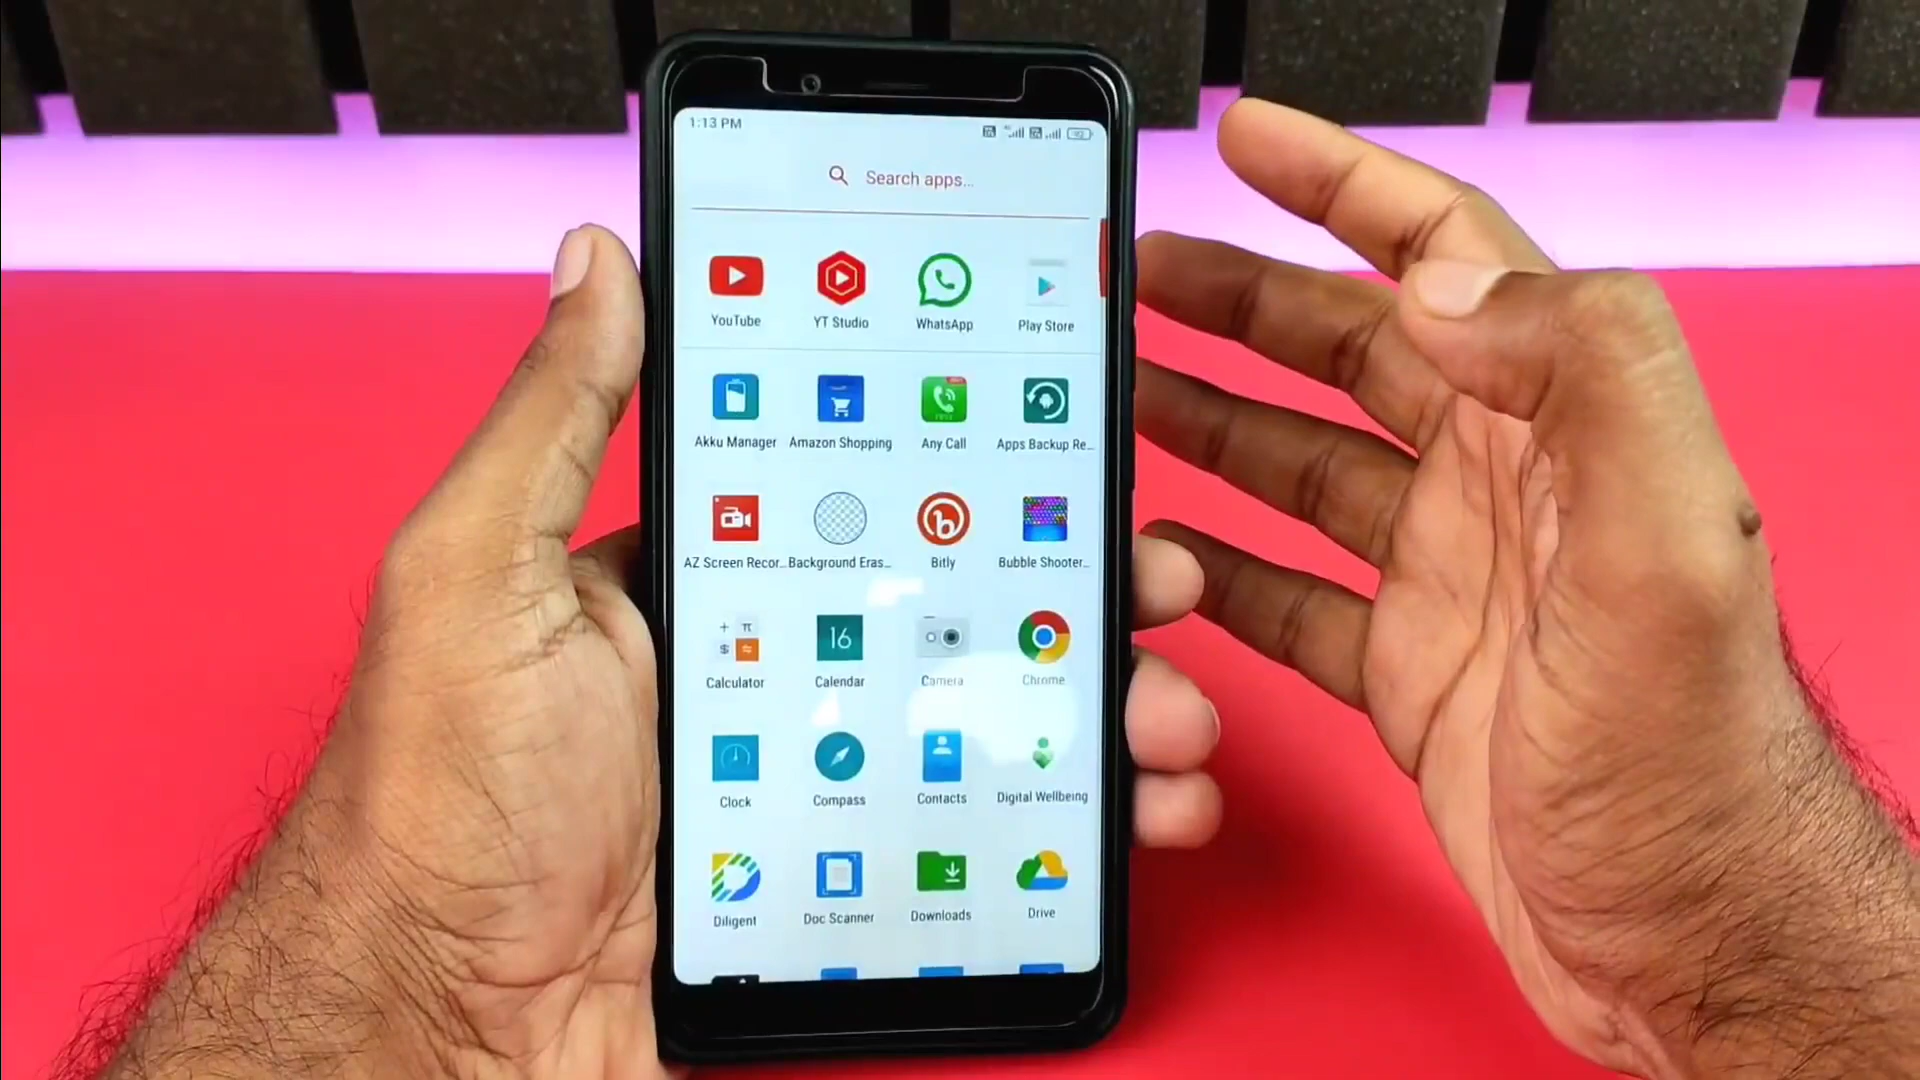 1:13 PM
Search apps...
YouTube YT Studio WhatsApp Play Store
Akku Manager Amazon Shopping Any Call Apps Backup Re...
AZ Screen Recor... Background Eras... Bitly Bubble Shooter...
16
Calculator Calendar Camera Chrome
Clock Compass Contacts Digital Wellbeing
Diligent Doc Scanner Downloads Drive